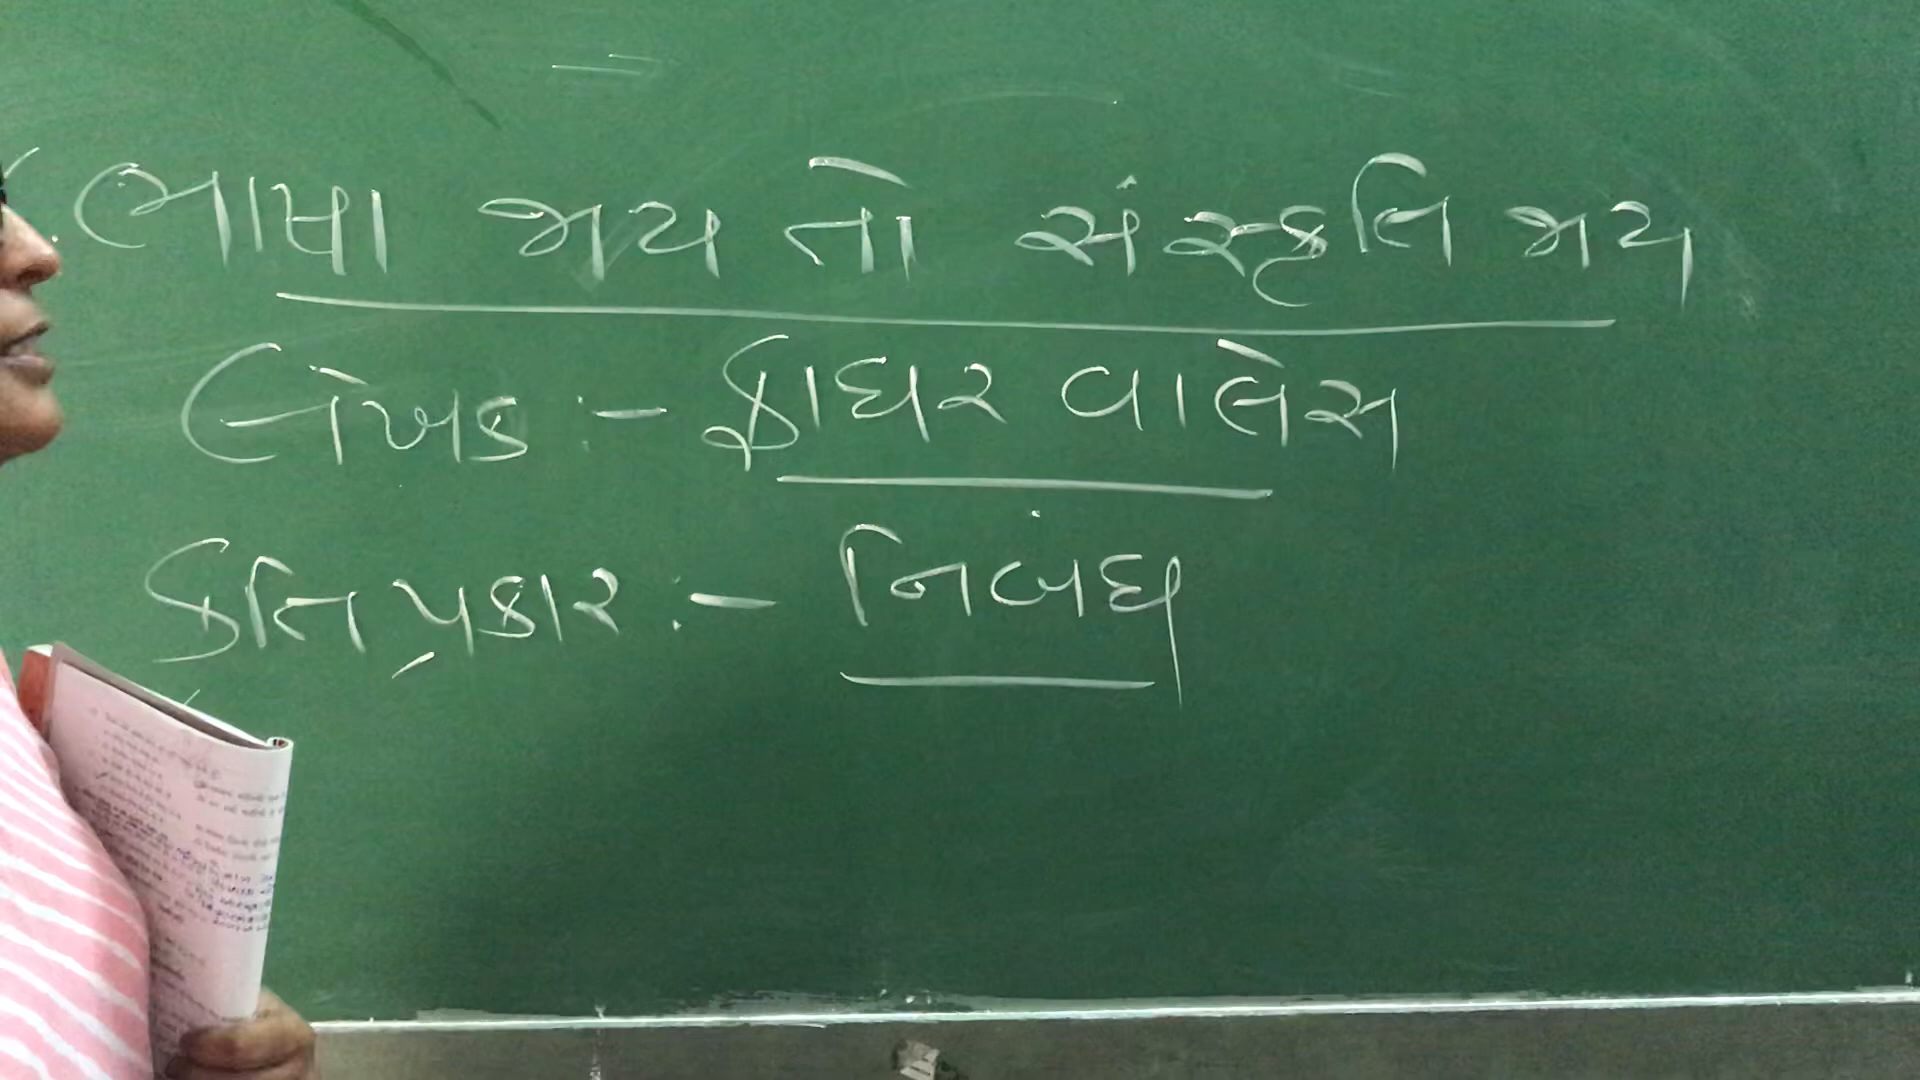 ભાષા જાય તો સંસ્કૃતિ જાય
લેખક :- ફાધર વાલેસ
કૃતિ પ્રકાર :- નિબંધ